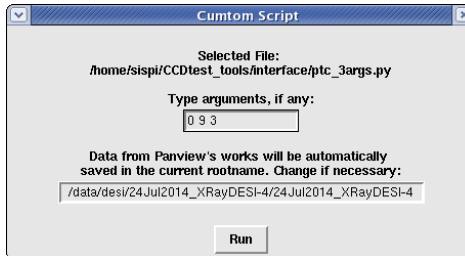 Cumtom Script
Selected File:
/home/sispi/CCDtest_tools/interface/ptc_3args.py
Type arguments, if any:
0 9 3
Data from Panview's works will be automatically
saved in the current rootname. Change if necessary:
/data/desi/24Jul2014_XRayDESI-4/24Jul2014_XRayDESI-4
Run